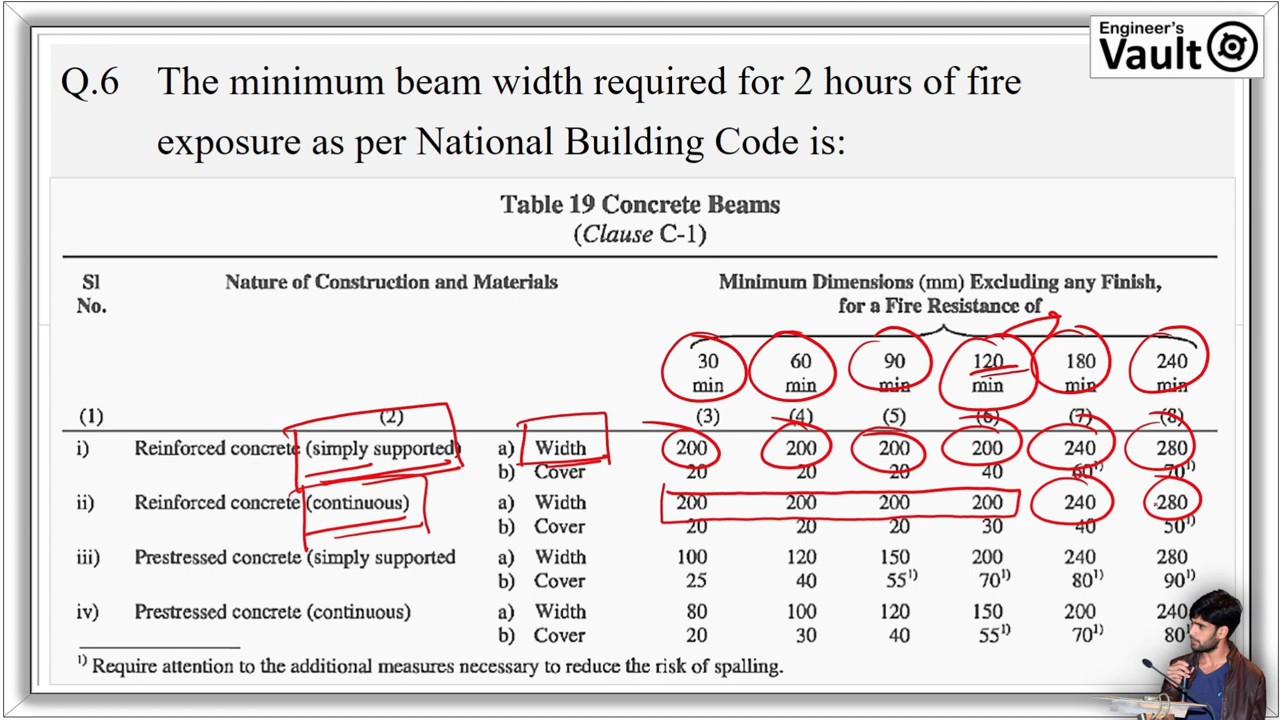 Engineer's
Vault
Q.6 The minimum beam width required for 2 hours of fire
exposure as per National Building Code is:
Table 19 Concrete Beams
(Clause C-1)
Sl No. Nature of Construction and Materials Minimum Dimensions (mm) Excluding any Finish, for a Fire Resistance of
30 min 60 min 90 min 120 min 180 min 240 min
(1) (2) (3) (4) (5) (6) (7) (8)
i) Reinforced concrete (simply supported) a) Width 200 200 200 200 240 280
b) Cover 20 20 20 40 60¹⁾ 70¹⁾
ii) Reinforced concrete (continuous) a) Width 200 200 200 200 240 280
b) Cover 20 20 20 30 40 50¹⁾
iii) Prestressed concrete (simply supported a) Width 100 120 150 200 240 280
b) Cover 25 40 55¹⁾ 70¹⁾ 80¹⁾ 90¹⁾
iv) Prestressed concrete (continuous) a) Width 80 100 120 150 200 240
b) Cover 20 30 40 55¹⁾ 70¹⁾ 80¹⁾
¹⁾ Require attention to the additional measures necessary to reduce the risk of spalling.